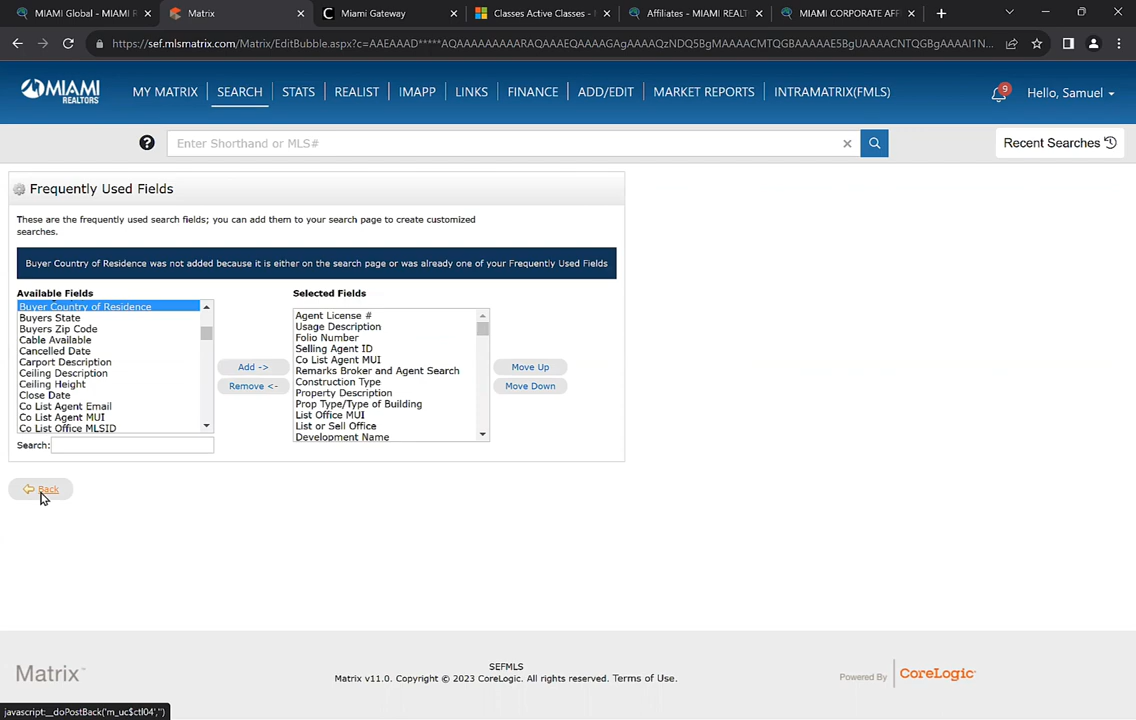 MIAMI Global - MIAMI R
Matrix
Miami Gateway
Classes Active Classes -
Affiliates - MIAMI REALT
MIAMI CORPORATE AFF
https://sef.mlsmatrix.com/Matrix/EditBubble.aspx?c=AAEAAAD*****AQAAAAAAAAARAQAAAEQAAAAGAgAAAAQzNDQ5BgMAAAACMTQGBAAAAAE5BgUAAAACNTQGBgAAAAI1N...
MIAMI
REALTORS
MY MATRIX SEARCH STATS REALIST IMAPP LINKS FINANCE ADD/EDIT MARKET REPORTS INTRAMATRIX(FMLS)
9
Hello, Samuel
Enter Shorthand or MLS#
Recent Searches
Frequently Used Fields
These are the frequently used search fields; you can add them to your search page to create customized
searches.
Buyer Country of Residence was not added because it is either on the search page or was already one of your Frequently Used Fields
Available Fields
Buyer Country of Residence
Buyers State
Buyers Zip Code
Cable Available
Cancelled Date
Carport Description
Ceiling Description
Ceiling Height
Close Date
Co List Agent Email
Co List Agent MUI
Co List Office MLSID
Search:
Add ->
Remove <-
Selected Fields
Agent License #
Usage Description
Folio Number
Selling Agent ID
Co List Agent MUI
Remarks Broker and Agent Search
Construction Type
Property Description
Prop Type/Type of Building
List Office MUI
List or Sell Office
Development Name
Move Up
Move Down
Back
Matrix
SEFMLS
Matrix v11.0. Copyright © 2023 CoreLogic. All rights reserved. Terms of Use.
Powered By CoreLogic
javascript:__doPostBack('m_uc$ctl04','')